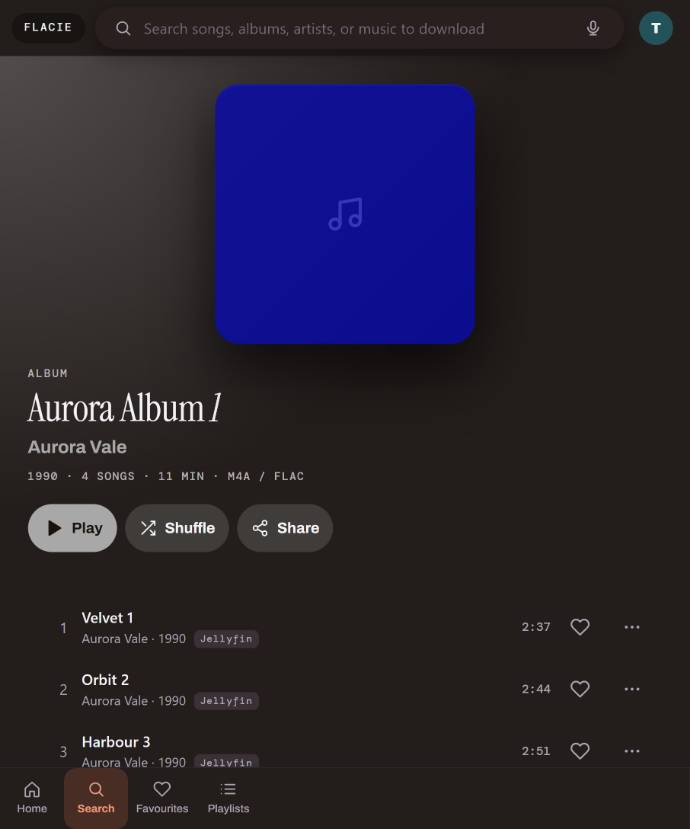 FLACIE
Search songs, albums, artists, or music to download
T
ALBUM
Aurora Album 1
Aurora Vale
1990 · 4 SONGS · 11 MIN · M4A / FLAC
Play
Shuffle
Share
1
Velvet 1
Aurora Vale · 1990 Jellyfin
2:37
2
Orbit 2
Aurora Vale · 1990 Jellyfin
2:44
3
Harbour 3
Aurora Vale · 1990 Jellyfin
2:51
Home
Search
Favourites
Playlists